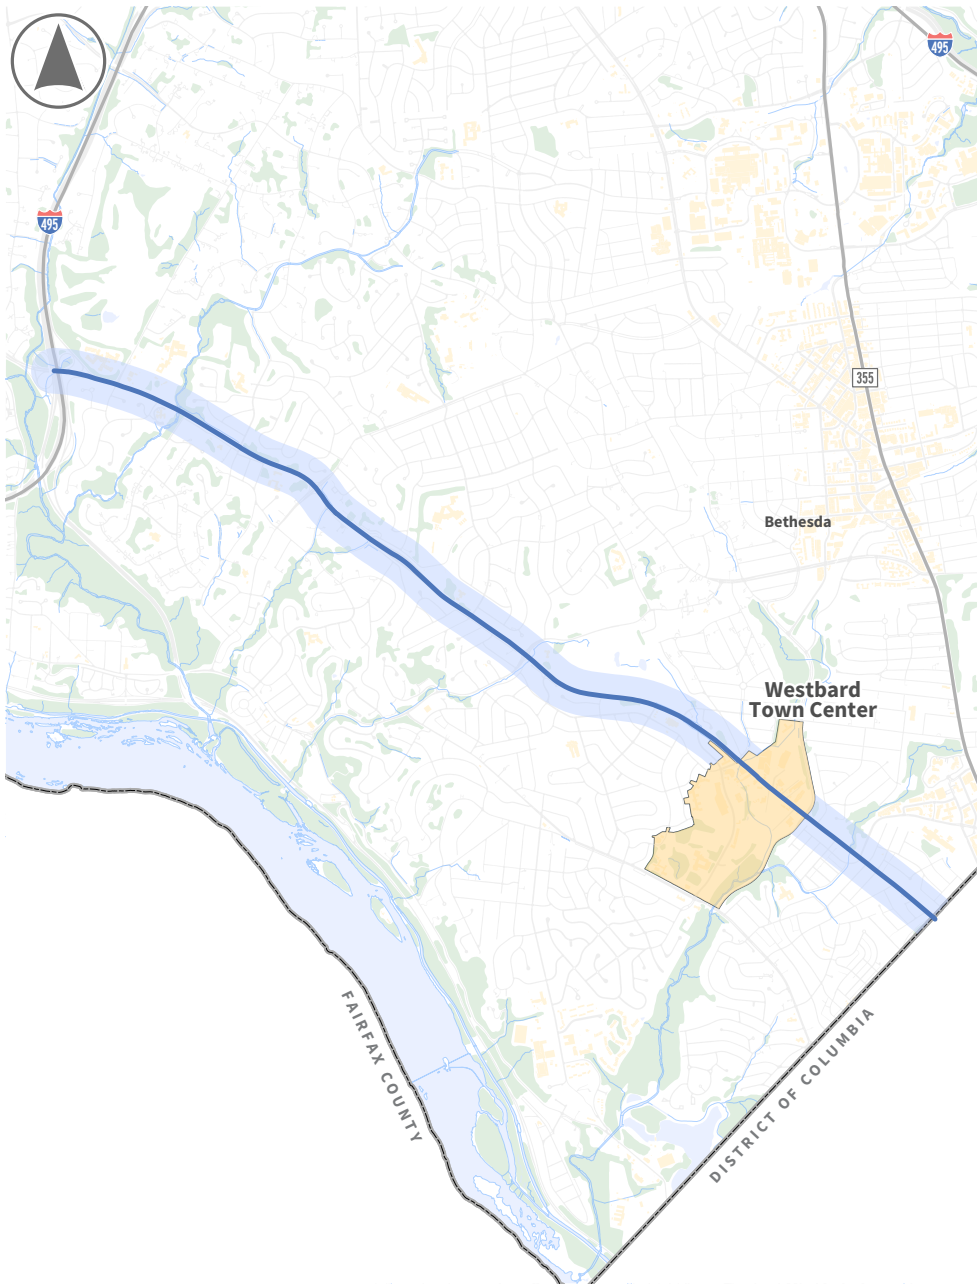 495
495
355
Bethesda
Westbard
Town Center
FAIRFAX COUNTY
DISTRICT OF COLUMBIA